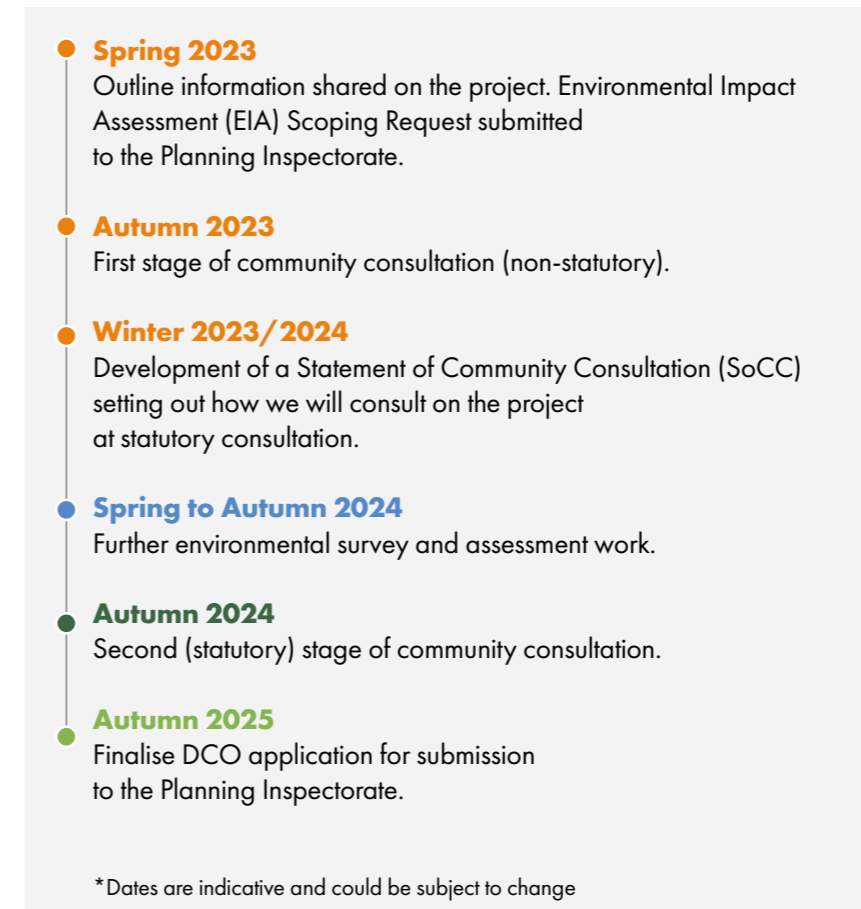 Spring 2023
Outline information shared on the project. Environmental Impact
Assessment (EIA) Scoping Request submitted
to the Planning Inspectorate.
Autumn 2023
First stage of community consultation (non-statutory).
Winter 2023/2024
Development of a Statement of Community Consultation (SoCC)
setting out how we will consult on the project
at statutory consultation.
Spring to Autumn 2024
Further environmental survey and assessment work.
Autumn 2024
Second (statutory) stage of community consultation.
Autumn 2025
Finalise DCO application for submission
to the Planning Inspectorate.
*Dates are indicative and could be subject to change